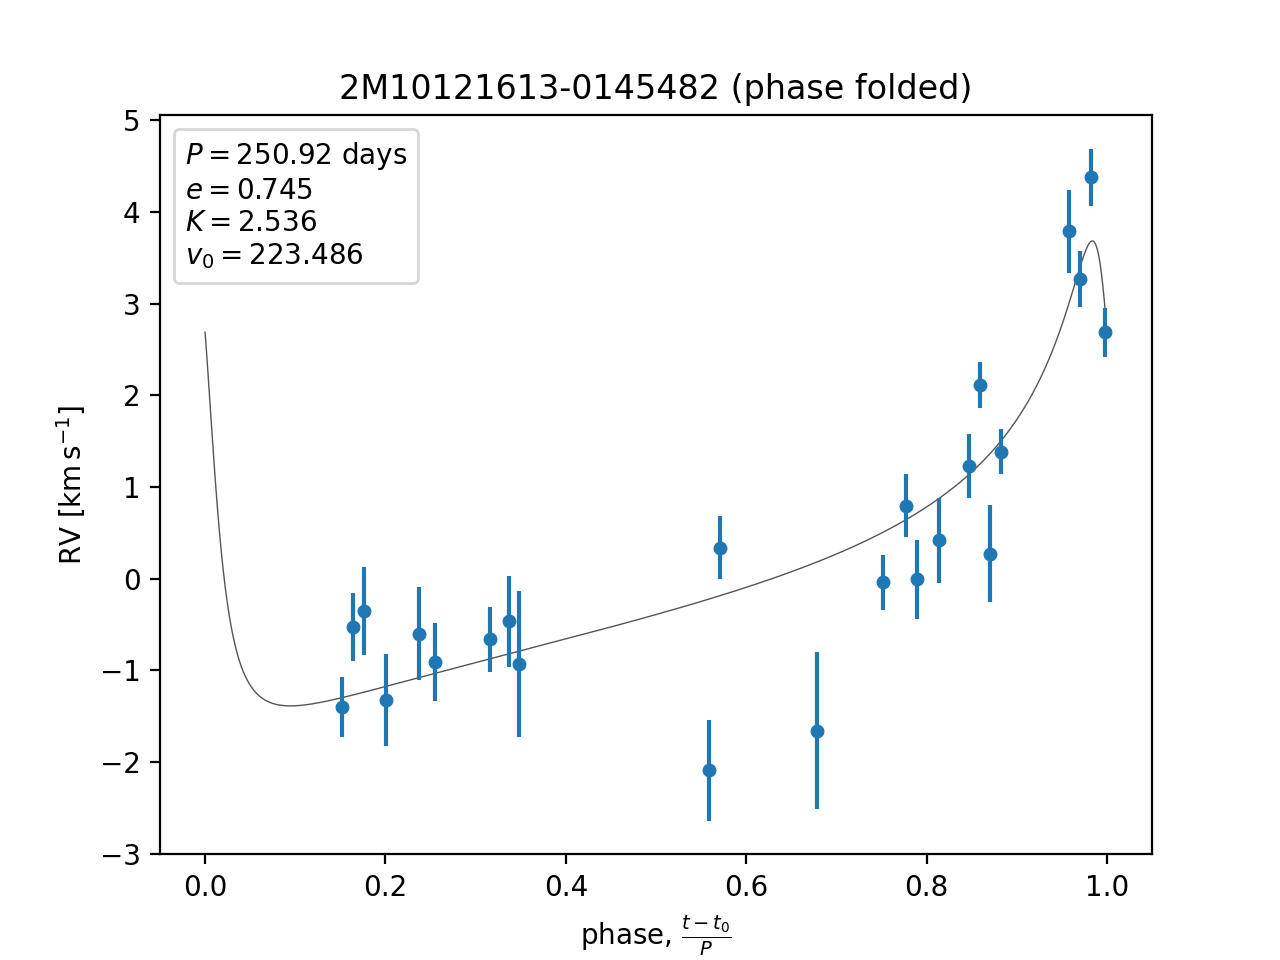 2M10121613-0145482 (phase folded)
P = 250.92 days
e = 0.745
K = 2.536
v₀ = 223.486
5
4
3
2
1
0
−1
−2
−3
RV [km s⁻¹]
0.0 0.2 0.4 0.6 0.8 1.0
phase, (t − t₀)/P